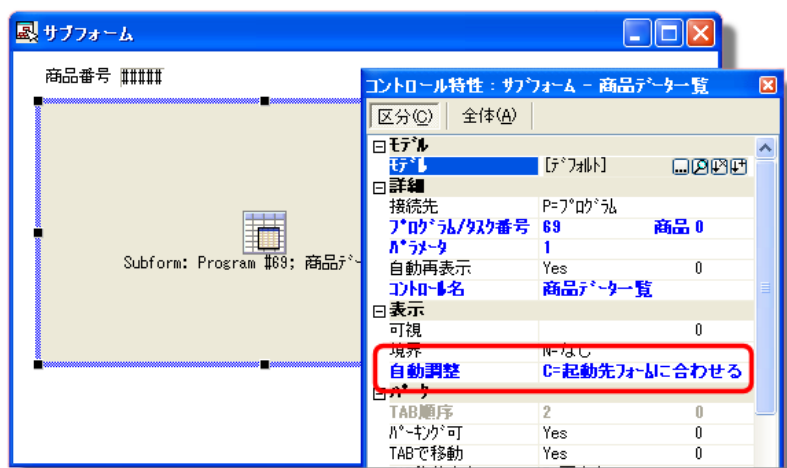 サブフォーム
商品番号 #####
Subform: Program #69; 商品ﾃﾞｰ
コントロール特性：ｻﾌﾞﾌｫｰﾑ - 商品ﾃﾞｰﾀ一覧
区分(C) 全体(A)
ﾓﾃﾞﾙ
ﾓﾃﾞﾙ [ﾃﾞﾌｫﾙﾄ] ...
詳細
接続先 P=ﾌﾟﾛｸﾞﾗﾑ
ﾌﾟﾛｸﾞﾗﾑ/ﾀｽｸ番号 69 商品 0
ﾊﾟﾗﾒｰﾀ 1
自動再表示 Yes 0
ｺﾝﾄﾛｰﾙ名 商品ﾃﾞｰﾀ一覧
表示
可視 0
境界 N=なし
自動調整 C=起動先ﾌｫｰﾑに合わせる
ﾊﾟｰｸ
TAB順序 2 0
ﾊﾟｰｷﾝｸﾞ可 Yes 0
TABで移動 Yes 0